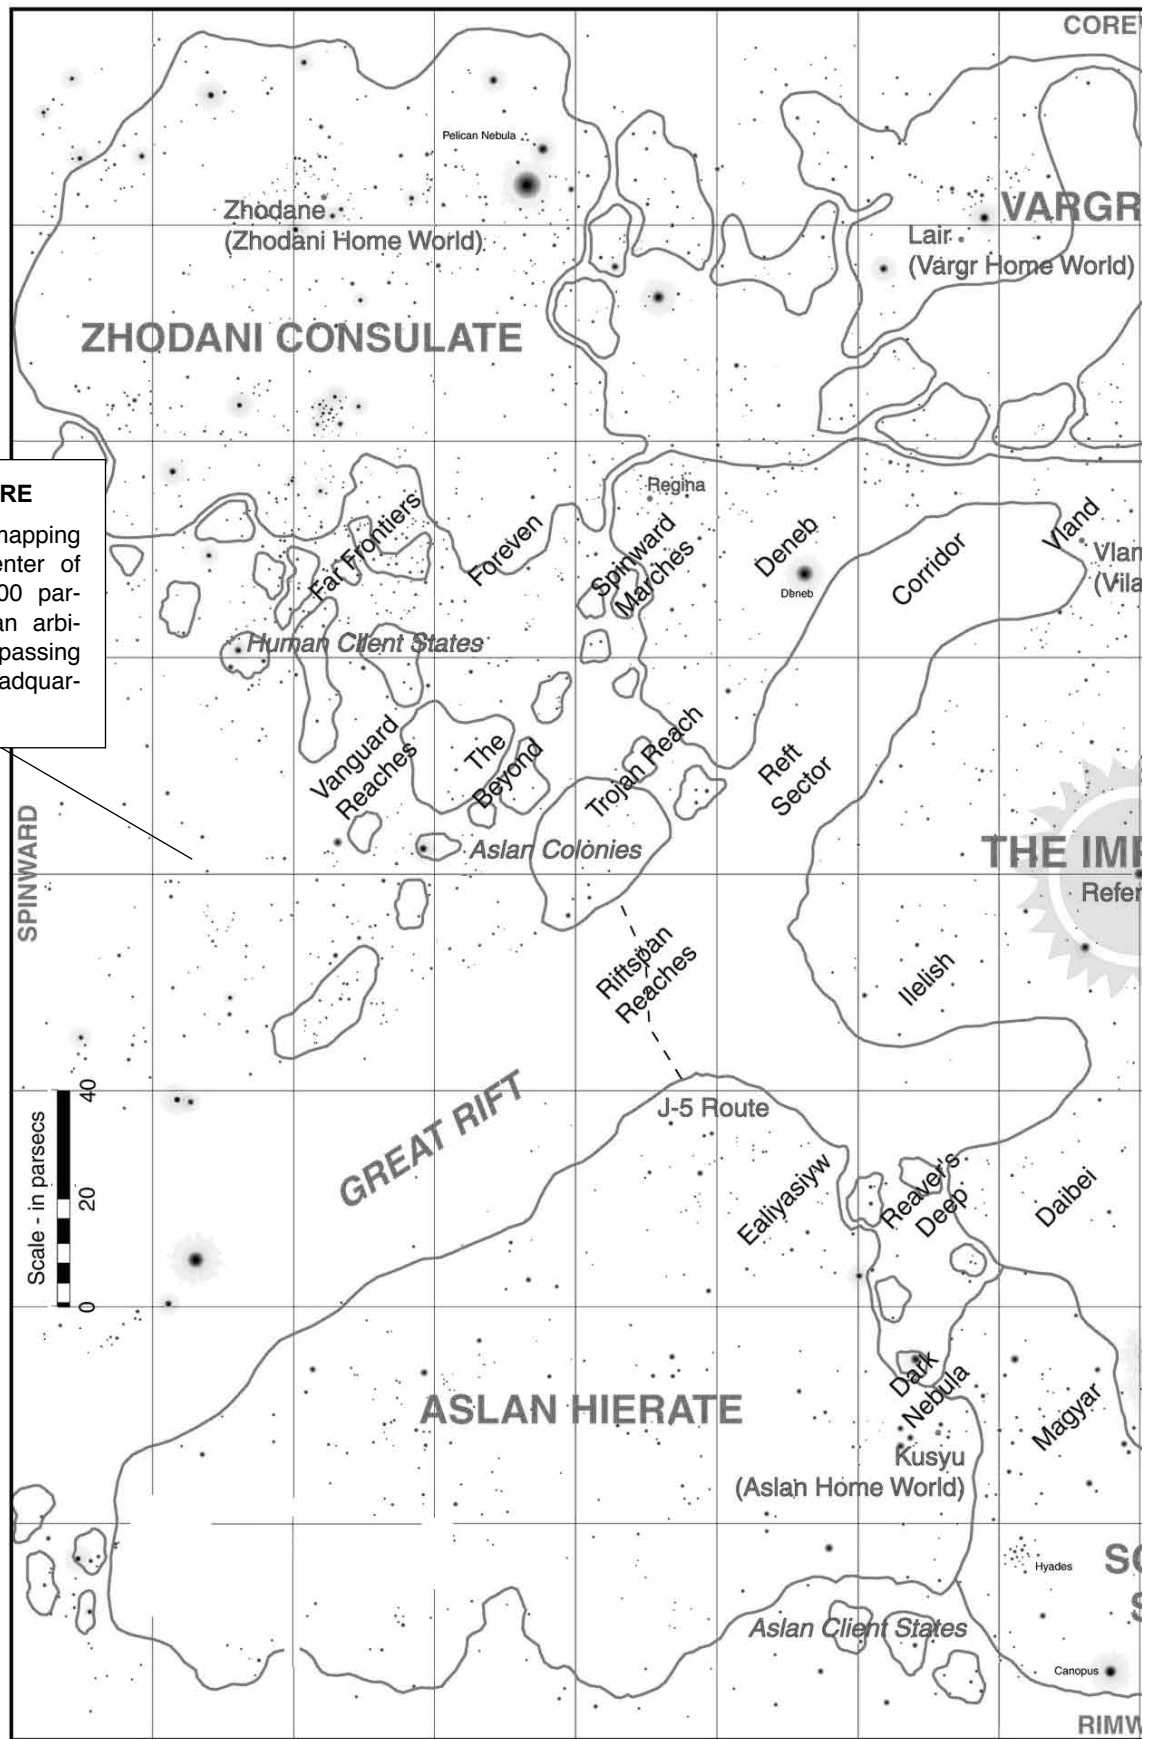 COREW
Pelican Nebula
Zhodane
(Zhodani Home World)
VARGR
Lair
(Vargr Home World)
ZHODANI CONSULATE
RE
mapping
enter of
00 par-
an arbi-
passing
adquar-
Regina
Far Frontiers
Foreven
Spinward
Marches
Deneb
Deneb
Corridor
Vland
Vlan
(Vila
Human Client States
Vanguard
Reaches
The
Beyond
Trojan Reach
Reft
Sector
SPINWARD
Aslan Colonies
THE IMP
Refer
Riftspan
Reaches
Ilelish
GREAT RIFT
J-5 Route
Scale - in parsecs
40
20
0
Ealiyasiyw
Reaver's
Deep
Daibei
ASLAN HIERATE
Dark
Nebula
Magyar
Kusyu
(Aslan Home World)
Hyades
SO
S
Aslan Client States
Canopus
RIMW